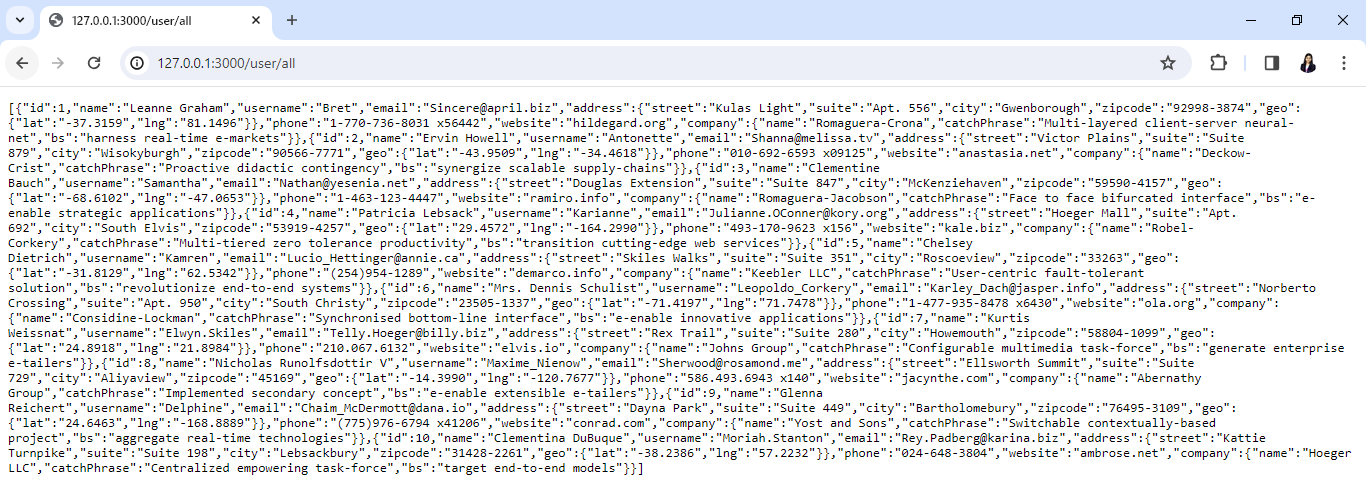 127.0.0.1:3000/user/all
127.0.0.1:3000/user/all
[{"id":1,"name":"Leanne Graham","username":"Bret","email":"Sincere@april.biz","address":{"street":"Kulas Light","suite":"Apt. 556","city":"Gwenborough","zipcode":"92998-3874","geo":
{"lat":"-37.3159","lng":"81.1496"}},"phone":"1-770-736-8031 x56442","website":"hildegard.org","company":{"name":"Romaguera-Crona","catchPhrase":"Multi-layered client-server neural-
net","bs":"harness real-time e-markets"}},{"id":2,"name":"Ervin Howell","username":"Antonette","email":"Shanna@melissa.tv","address":{"street":"Victor Plains","suite":"Suite
879","city":"Wisokyburgh","zipcode":"90566-7771","geo":{"lat":"-43.9509","lng":"-34.4618"}},"phone":"010-692-6593 x09125","website":"anastasia.net","company":{"name":"Deckow-
Crist","catchPhrase":"Proactive didactic contingency","bs":"synergize scalable supply-chains"}},{"id":3,"name":"Clementine
Bauch","username":"Samantha","email":"Nathan@yesenia.net","address":{"street":"Douglas Extension","suite":"Suite 847","city":"McKenziehaven","zipcode":"59590-4157","geo":
{"lat":"-68.6102","lng":"-47.0653"}},"phone":"1-463-123-4447","website":"ramiro.info","company":{"name":"Romaguera-Jacobson","catchPhrase":"Face to face bifurcated interface","bs":"e-
enable strategic applications"}},{"id":4,"name":"Patricia Lebsack","username":"Karianne","email":"Julianne.OConner@kory.org","address":{"street":"Hoeger Mall","suite":"Apt.
692","city":"South Elvis","zipcode":"53919-4257","geo":{"lat":"29.4572","lng":"-164.2990"}},"phone":"493-170-9623 x156","website":"kale.biz","company":{"name":"Robel-
Corkery","catchPhrase":"Multi-tiered zero tolerance productivity","bs":"transition cutting-edge web services"}},{"id":5,"name":"Chelsey
Dietrich","username":"Kamren","email":"Lucio_Hettinger@annie.ca","address":{"street":"Skiles Walks","suite":"Suite 351","city":"Roscoeview","zipcode":"33263","geo":
{"lat":"-31.8129","lng":"62.5342"}},"phone":"(254)954-1289","website":"demarco.info","company":{"name":"Keebler LLC","catchPhrase":"User-centric fault-tolerant
solution","bs":"revolutionize end-to-end systems"}},{"id":6,"name":"Mrs. Dennis Schulist","username":"Leopoldo_Corkery","email":"Karley_Dach@jasper.info","address":{"street":"Norberto
Crossing","suite":"Apt. 950","city":"South Christy","zipcode":"23505-1337","geo":{"lat":"-71.4197","lng":"71.7478"}},"phone":"1-477-935-8478 x6430","website":"ola.org","company":
{"name":"Considine-Lockman","catchPhrase":"Synchronised bottom-line interface","bs":"e-enable innovative applications"}},{"id":7,"name":"Kurtis
Weissnat","username":"Elwyn.Skiles","email":"Telly.Hoeger@billy.biz","address":{"street":"Rex Trail","suite":"Suite 280","city":"Howemouth","zipcode":"58804-1099","geo":
{"lat":"24.8918","lng":"21.8984"}},"phone":"210.067.6132","website":"elvis.io","company":{"name":"Johns Group","catchPhrase":"Configurable multimedia task-force","bs":"generate enterprise
e-tailers"}},{"id":8,"name":"Nicholas Runolfsdottir V","username":"Maxime_Nienow","email":"Sherwood@rosamond.me","address":{"street":"Ellsworth Summit","suite":"Suite
729","city":"Aliyaview","zipcode":"45169","geo":{"lat":"-14.3990","lng":"-120.7677"}},"phone":"586.493.6943 x140","website":"jacynthe.com","company":{"name":"Abernathy
Group","catchPhrase":"Implemented secondary concept","bs":"e-enable extensible e-tailers"}},{"id":9,"name":"Glenna
Reichert","username":"Delphine","email":"Chaim_McDermott@dana.io","address":{"street":"Dayna Park","suite":"Suite 449","city":"Bartholomebury","zipcode":"76495-3109","geo":
{"lat":"24.6463","lng":"-168.8889"}},"phone":"(775)976-6794 x41206","website":"conrad.com","company":{"name":"Yost and Sons","catchPhrase":"Switchable contextually-based
project","bs":"aggregate real-time technologies"}},{"id":10,"name":"Clementina DuBuque","username":"Moriah.Stanton","email":"Rey.Padberg@karina.biz","address":{"street":"Kattie
Turnpike","suite":"Suite 198","city":"Lebsackbury","zipcode":"31428-2261","geo":{"lat":"-38.2386","lng":"57.2232"}},"phone":"024-648-3804","website":"ambrose.net","company":{"name":"Hoeger
LLC","catchPhrase":"Centralized empowering task-force","bs":"target end-to-end models"}}]